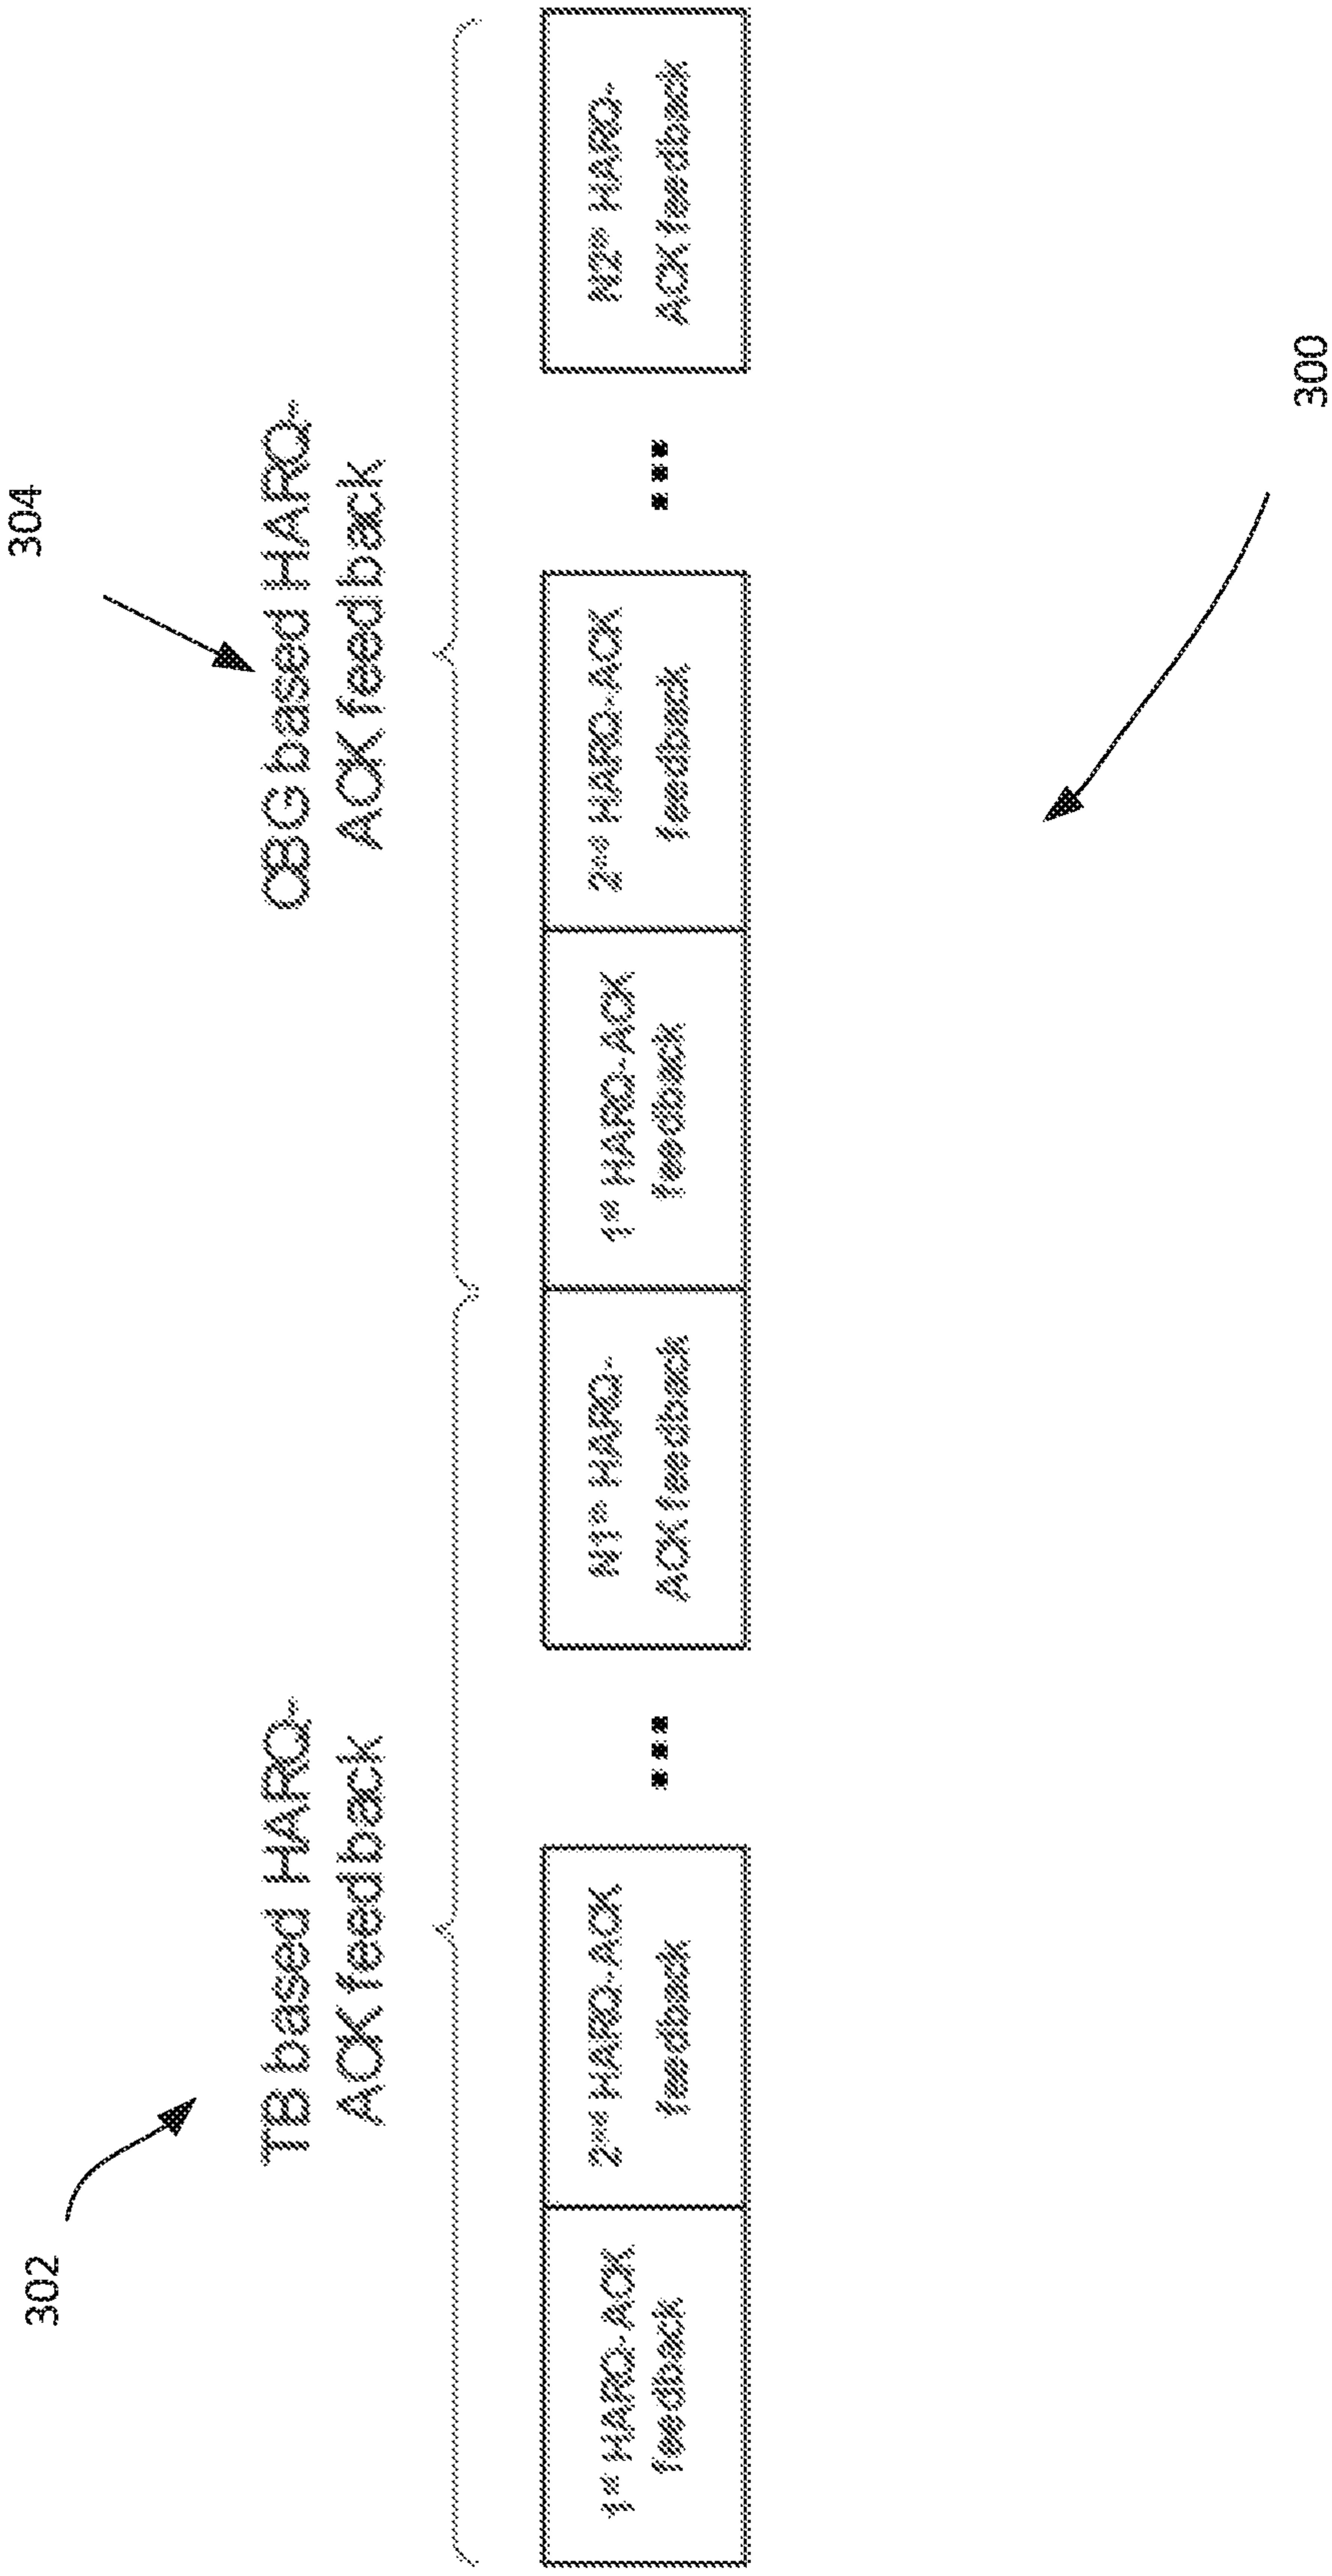 302
TB based HARQ-
ACK feedback
304
CBG based HARQ-
ACK feedback
1st HARQ-ACK
feedback
2nd HARQ-ACK
feedback
...
N1th HARQ-
ACK feedback
1st HARQ-ACK
feedback
2nd HARQ-ACK
feedback
...
N2th HARQ-
ACK feedback
300